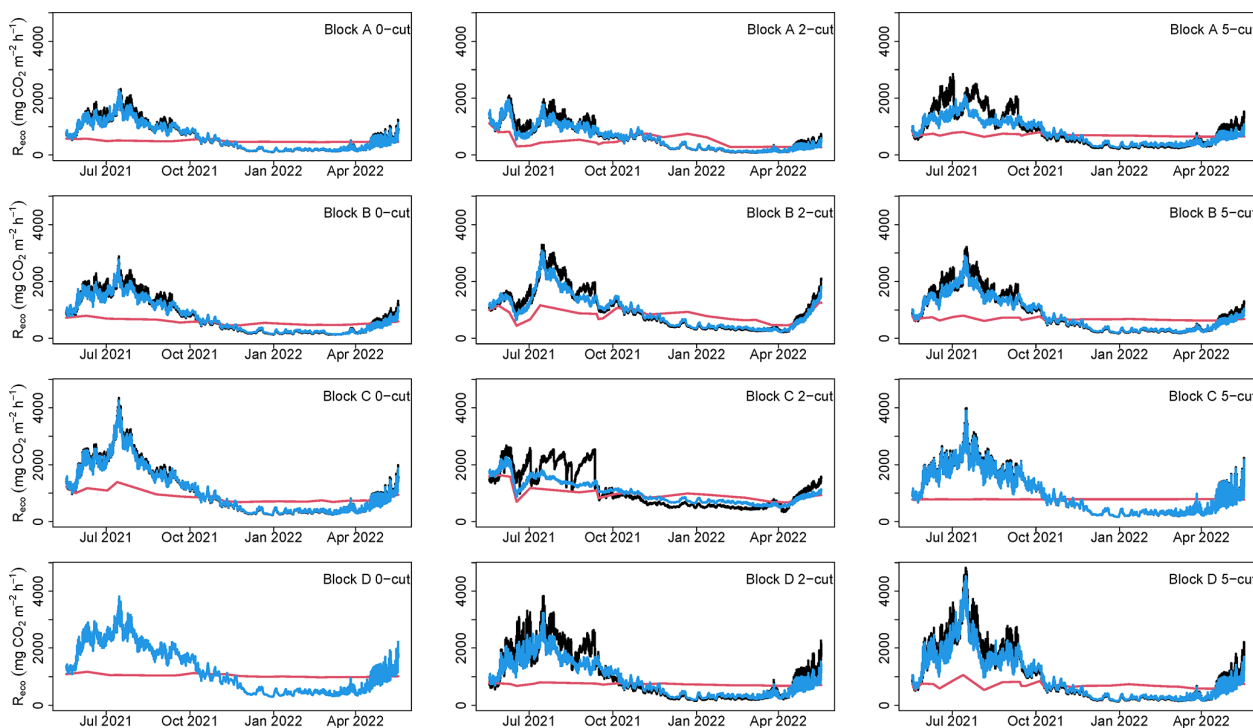 Block A 0−cut
Block A 2−cut
Block A 5−cut
R_eco (mg CO₂ m⁻² h⁻¹)
0 2000 4000
0 2000 4000
0 2000 4000
Jul 2021 Oct 2021 Jan 2022 Apr 2022
Jul 2021 Oct 2021 Jan 2022 Apr 2022
Jul 2021 Oct 2021 Jan 2022 Apr 2022
Block B 0−cut
Block B 2−cut
Block B 5−cut
R_eco (mg CO₂ m⁻² h⁻¹)
0 2000 4000
0 2000 4000
0 2000 4000
Jul 2021 Oct 2021 Jan 2022 Apr 2022
Jul 2021 Oct 2021 Jan 2022 Apr 2022
Jul 2021 Oct 2021 Jan 2022 Apr 2022
Block C 0−cut
Block C 2−cut
Block C 5−cut
R_eco (mg CO₂ m⁻² h⁻¹)
0 2000 4000
0 2000 4000
0 2000 4000
Jul 2021 Oct 2021 Jan 2022 Apr 2022
Jul 2021 Oct 2021 Jan 2022 Apr 2022
Jul 2021 Oct 2021 Jan 2022 Apr 2022
Block D 0−cut
Block D 2−cut
Block D 5−cut
R_eco (mg CO₂ m⁻² h⁻¹)
0 2000 4000
0 2000 4000
0 2000 4000
Jul 2021 Oct 2021 Jan 2022 Apr 2022
Jul 2021 Oct 2021 Jan 2022 Apr 2022
Jul 2021 Oct 2021 Jan 2022 Apr 2022